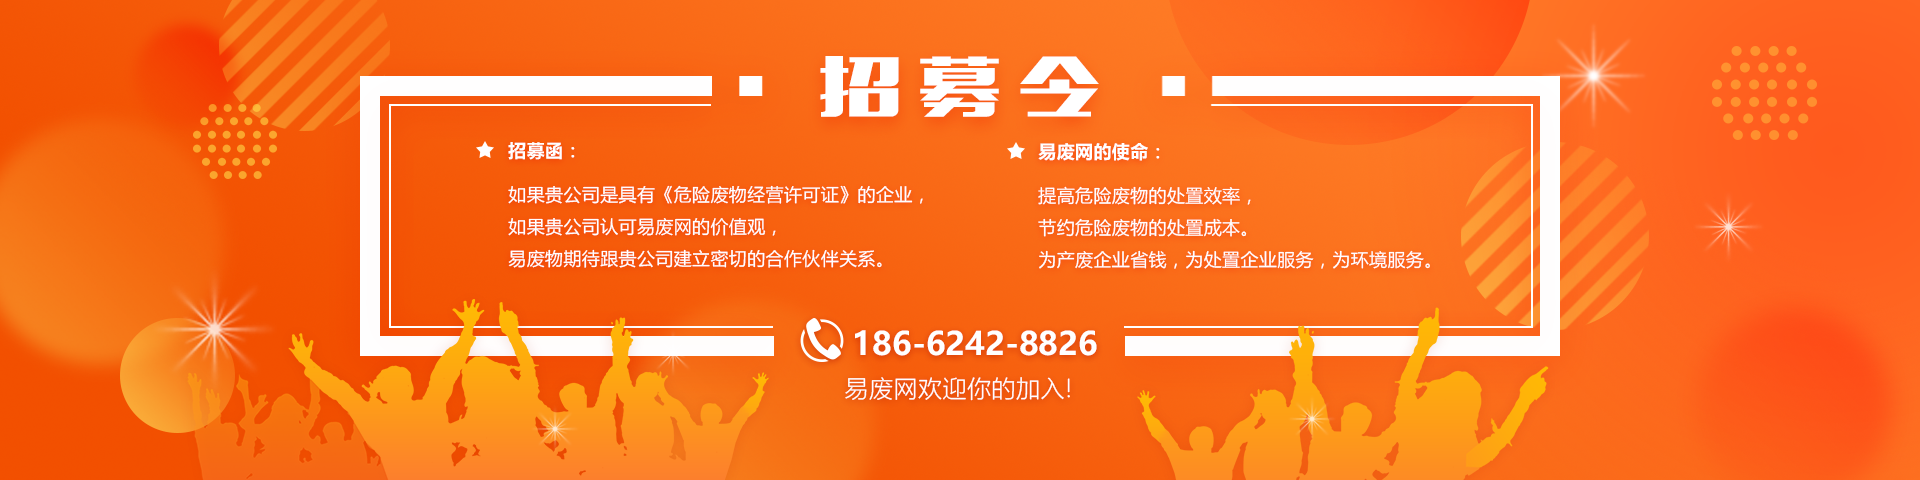 招募令
★ 招募函：
如果贵公司是具有《危险废物经营许可证》的企业，
如果贵公司认可易废网的价值观，
易废物期待跟贵公司建立密切的合作伙伴关系。
★ 易废网的使命：
提高危险废物的处置效率，
节约危险废物的处置成本。
为产废企业省钱，为处置企业服务，为环境服务。
186-6242-8826
易废网欢迎你的加入!